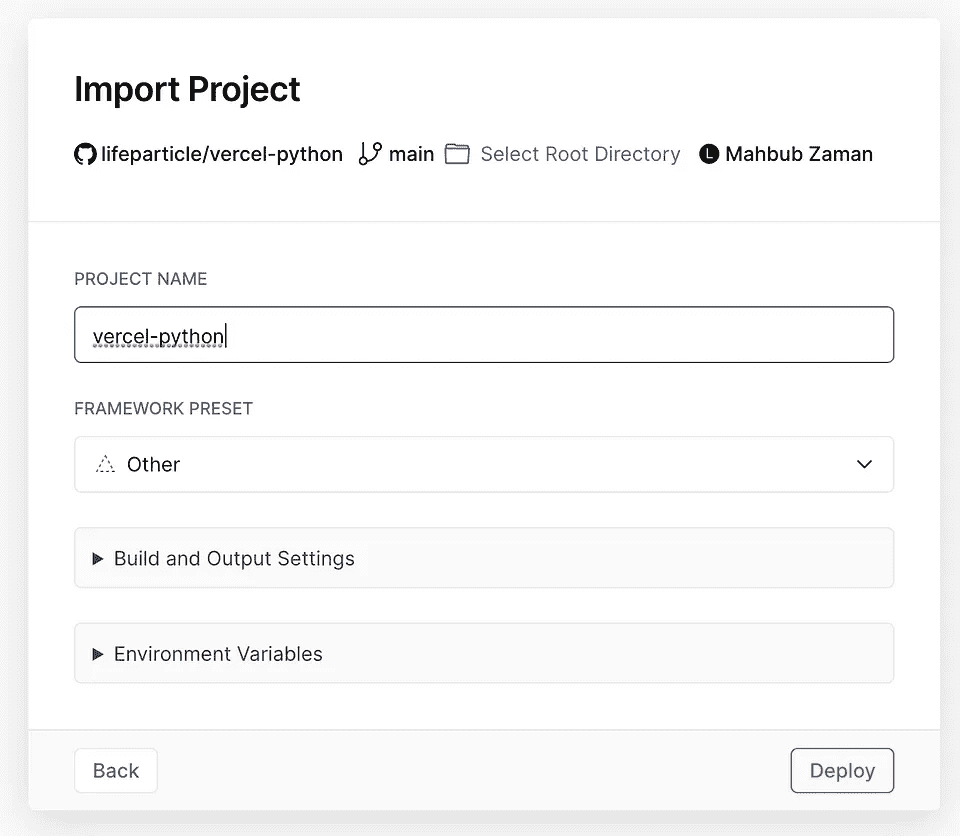 Import Project
lifeparticle/vercel-python main Select Root Directory L Mahbub Zaman
PROJECT NAME
vercel-python
FRAMEWORK PRESET
Other
Build and Output Settings
Environment Variables
Back Deploy